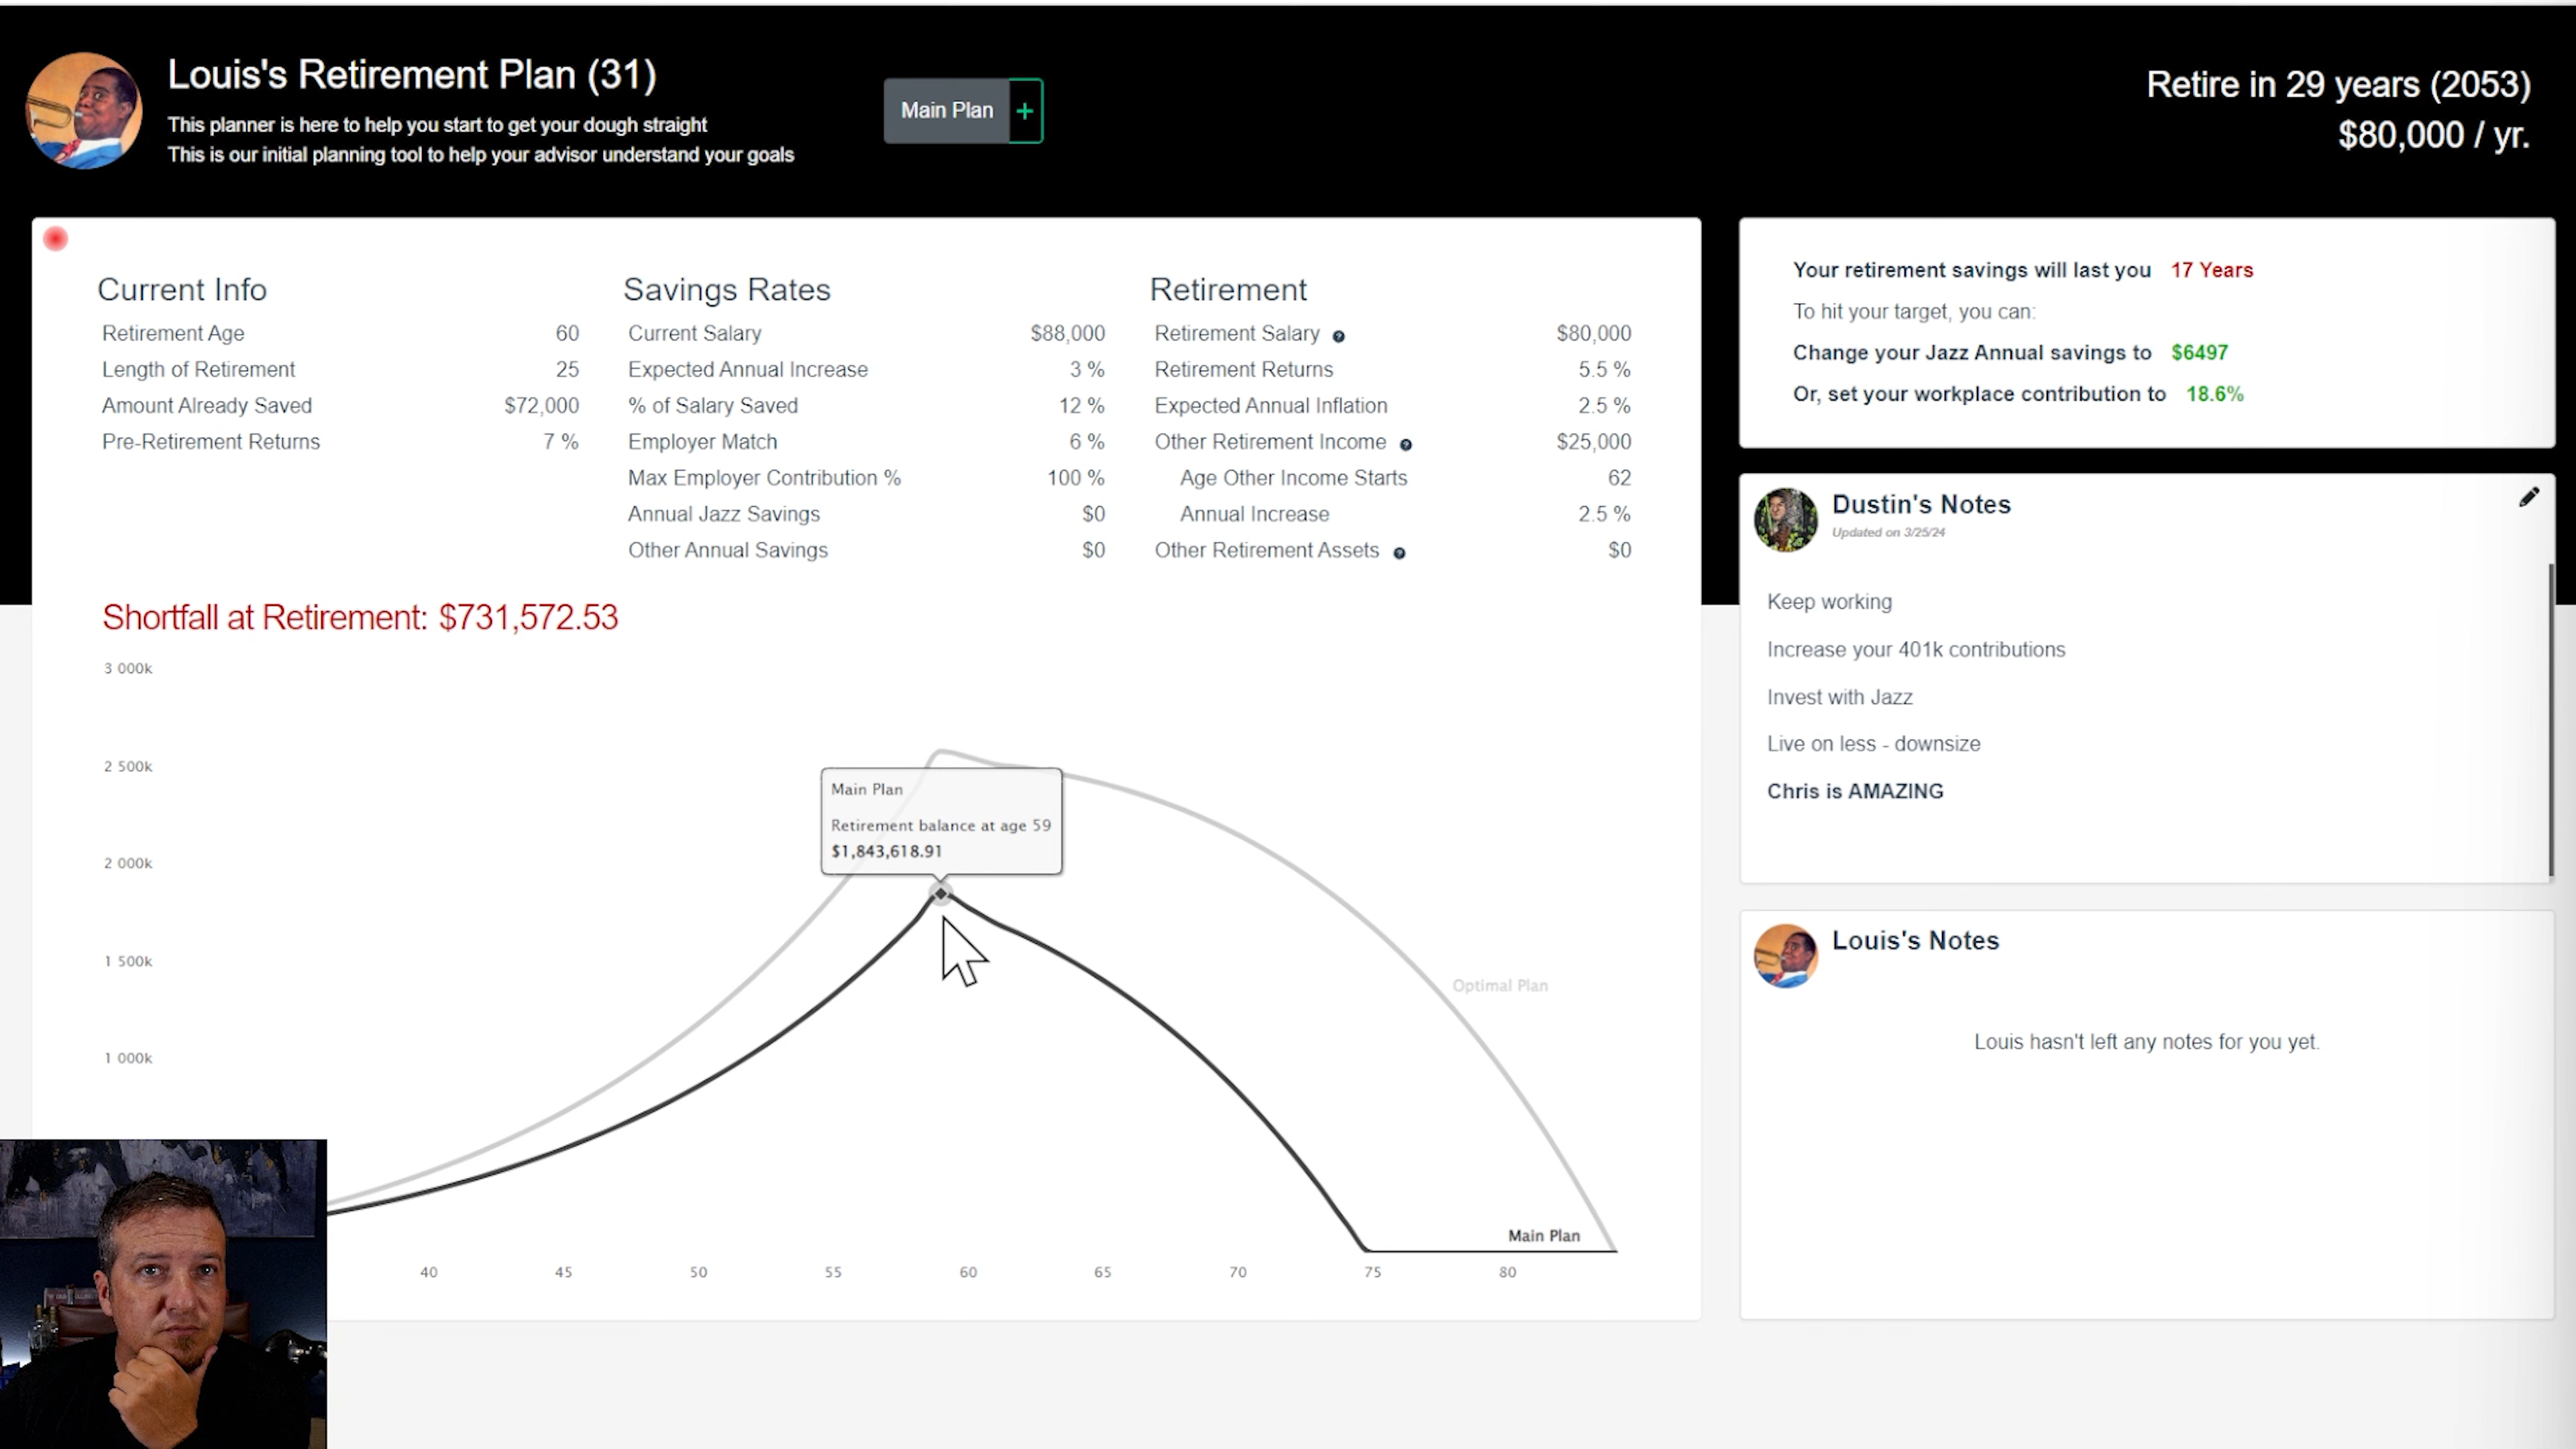 Louis's Retirement Plan (31)
This planner is here to help you start to get your dough straight
This is our initial planning tool to help your advisor understand your goals
Main Plan +
Retire in 29 years (2053)
$80,000 / yr.
Current Info
Retirement Age 60
Length of Retirement 25
Amount Already Saved $72,000
Pre-Retirement Returns 7 %
Savings Rates
Current Salary $88,000
Expected Annual Increase 3 %
% of Salary Saved 12 %
Employer Match 6 %
Max Employer Contribution % 100 %
Annual Jazz Savings $0
Other Annual Savings $0
Retirement
Retirement Salary ? $80,000
Retirement Returns 5.5 %
Expected Annual Inflation 2.5 %
Other Retirement Income ? $25,000
Age Other Income Starts 62
Annual Increase 2.5 %
Other Retirement Assets ? $0
Shortfall at Retirement: $731,572.53
3 000k
2 500k
2 000k
1 500k
1 000k
Main Plan
Retirement balance at age 59
$1,843,618.91
Optimal Plan
Main Plan
40 45 50 55 60 65 70 75 80
Your retirement savings will last you 17 Years
To hit your target, you can:
Change your Jazz Annual savings to $6497
Or, set your workplace contribution to 18.6%
Dustin's Notes
Updated on 3/25/24
Keep working
Increase your 401k contributions
Invest with Jazz
Live on less - downsize
Chris is AMAZING
Louis's Notes
Louis hasn't left any notes for you yet.